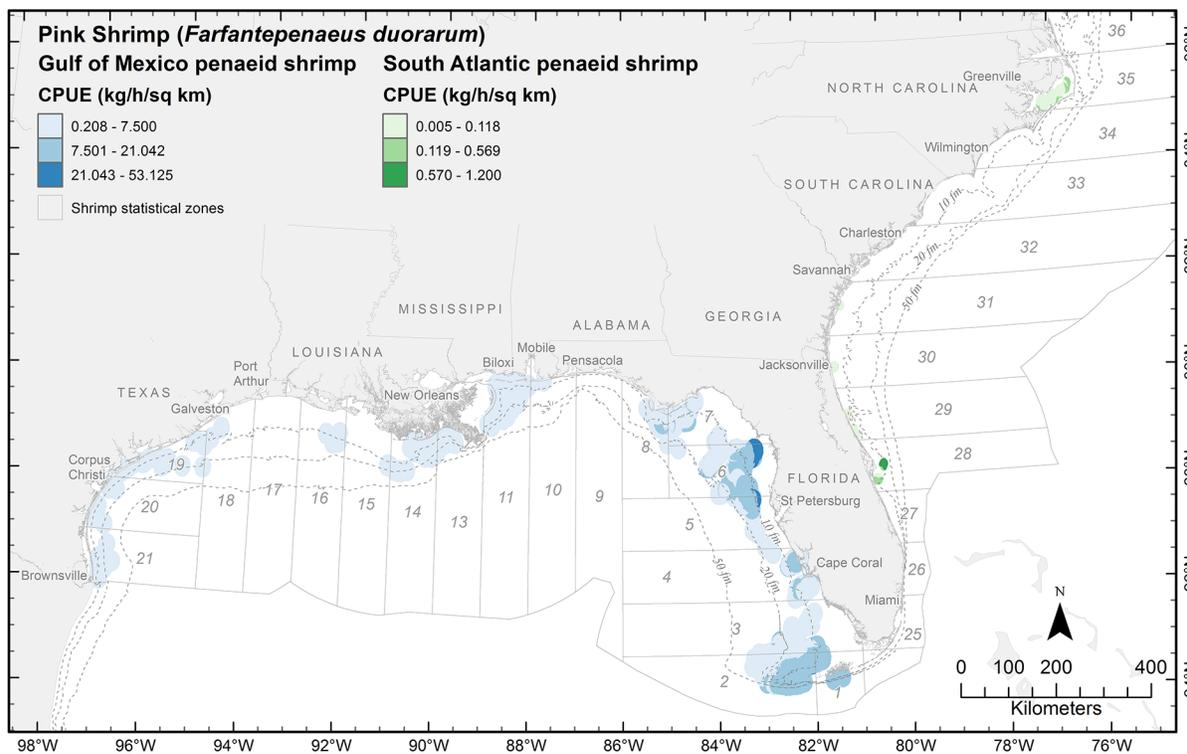 Pink Shrimp (Farfantepenaeus duorarum)
Gulf of Mexico penaeid shrimp
CPUE (kg/h/sq km)
0.208 - 7.500
7.501 - 21.042
21.043 - 53.125
Shrimp statistical zones
South Atlantic penaeid shrimp
CPUE (kg/h/sq km)
0.005 - 0.118
0.119 - 0.569
0.570 - 1.200
36
Greenville
35
NORTH CAROLINA
34
Wilmington
33
SOUTH CAROLINA
10 fm.
Charleston
32
20 fm.
Savannah
50 fm.
31
MISSISSIPPI
GEORGIA
ALABAMA
LOUISIANA
Mobile
Biloxi
Pensacola
30
Port
Arthur
Jacksonville
TEXAS
New Orleans
Galveston
29
7
8
28
Corpus
Christi
19
6
FLORIDA
St Petersburg
20
18
17
16
15
14
13
11
10
9
27
5
10 fm.
21
Brownsville
4
50 fm.
20 fm.
Cape Coral
26
Miami
3
25
2
1
N
0 100 200 400
Kilometers
98°W 96°W 94°W 92°W 90°W 88°W 86°W 84°W 82°W 80°W 78°W 76°W